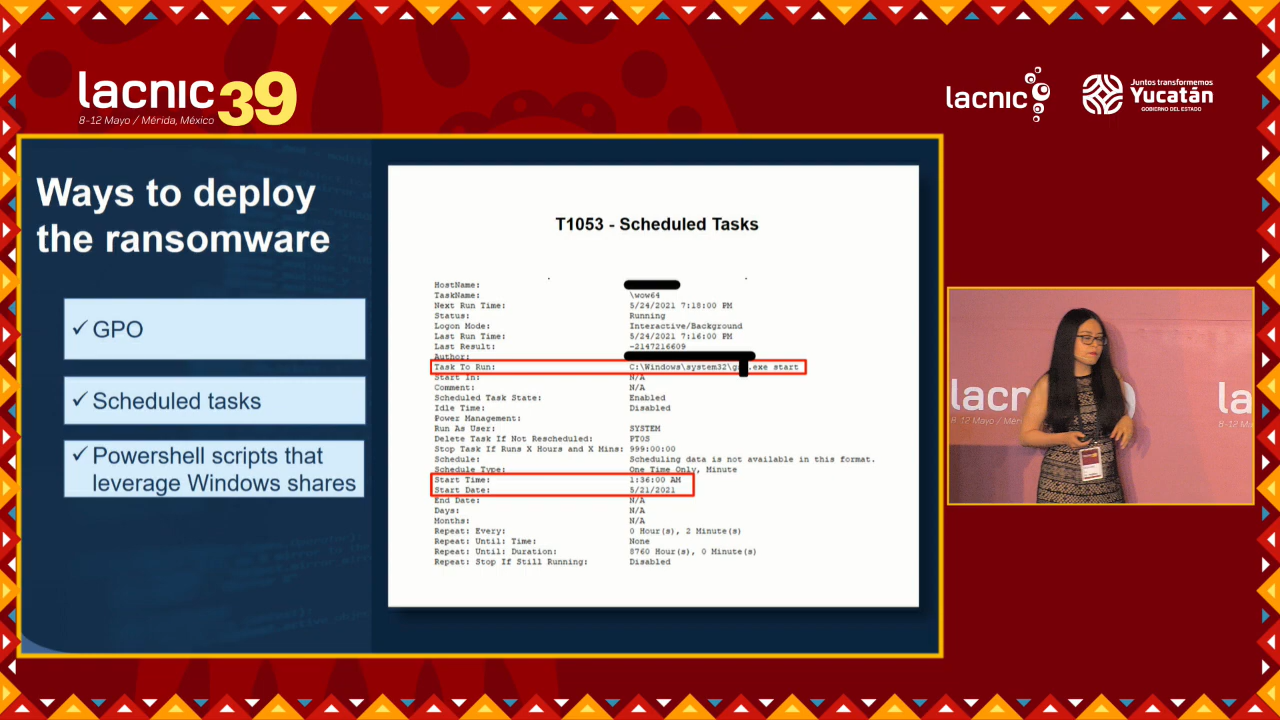 lacnic 39
8-12 Mayo / Mérida, México
lacnic
Juntos transformemos
Yucatán
GOBIERNO DEL ESTADO
Ways to deploy
the ransomware
✓ GPO
✓ Scheduled tasks
✓ Powershell scripts that
leverage Windows shares
T1053 - Scheduled Tasks
HostName:
TaskName: \wow64
Next Run Time: 5/24/2021 7:18:00 PM
Status: Running
Logon Mode: Interactive/Background
Last Run Time: 5/24/2021 7:16:00 PM
Last Result: -2147216609
Author:
Task To Run: C:\Windows\system32\g .exe start
Start In: N/A
Comment: N/A
Scheduled Task State: Enabled
Idle Time: Disabled
Power Management:
Run As User: SYSTEM
Delete Task If Not Rescheduled: PT0S
Stop Task If Runs X Hours and X Mins: 999:00:00
Schedule: Scheduling data is not available in this format.
Schedule Type: One Time Only, Minute
Start Time: 1:36:00 AM
Start Date: 5/21/2021
End Date: N/A
Days: N/A
Months: N/A
Repeat: Every: 0 Hour(s), 2 Minute(s)
Repeat: Until: Time: None
Repeat: Until: Duration: 8760 Hour(s), 0 Minute(s)
Repeat: Stop If Still Running: Disabled
lacn
8-12 Mayo / Mér
la
8-12